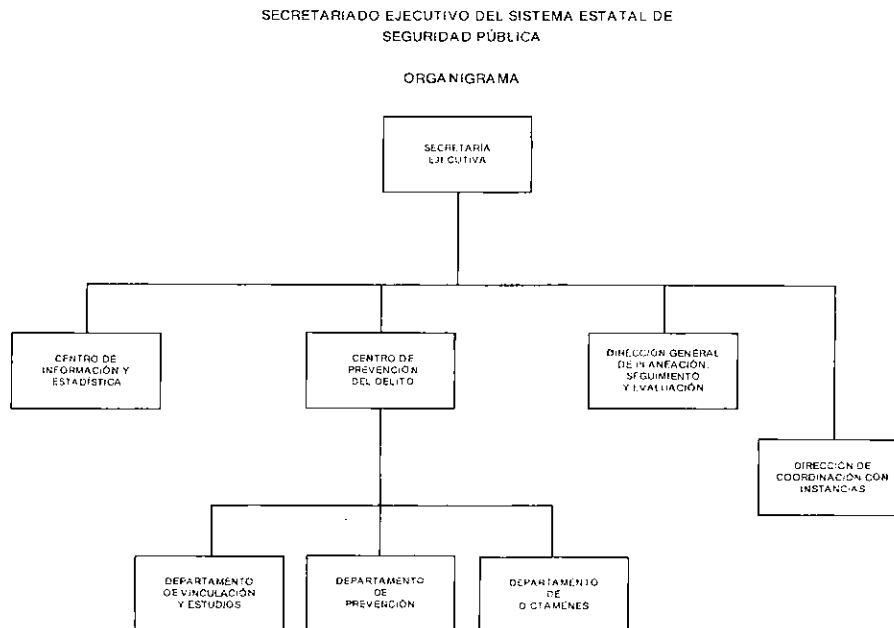 SECRETARIADO EJECUTIVO DEL SISTEMA ESTATAL DE
SEGURIDAD PÚBLICA
ORGANIGRAMA
SECRETARÍA
EJECUTIVA
CENTRO DE
INFORMACIÓN Y
ESTADÍSTICA
CENTRO DE
PREVENCIÓN
DEL DELITO
DIRECCIÓN GENERAL
DE PLANEACIÓN,
SEGUIMIENTO
Y EVALUACIÓN
DIRECCIÓN DE
COORDINACIÓN CON
INSTANCIAS
DEPARTAMENTO
DE VINCULACIÓN
Y ESTUDIOS
DEPARTAMENTO
DE
PREVENCIÓN
DEPARTAMENTO
DE
DICTÁMENES